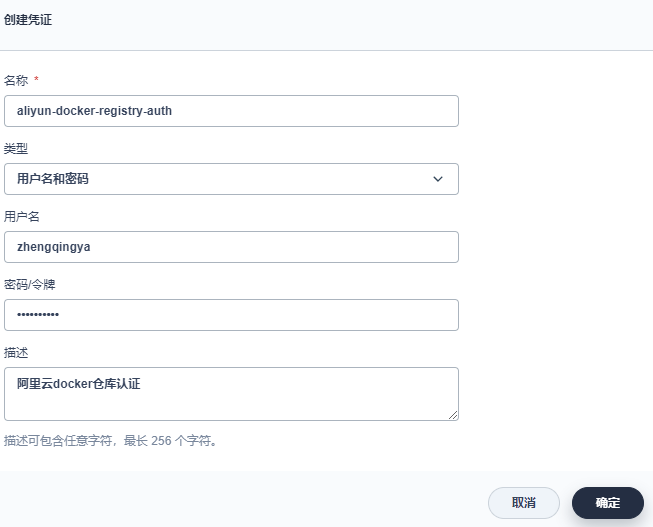 创建凭证
名称 *
aliyun-docker-registry-auth
类型
用户名和密码
用户名
zhengqingya
密码/令牌
••••••••••
描述
阿里云docker仓库认证
描述可包含任意字符，最长 256 个字符。
取消
确定